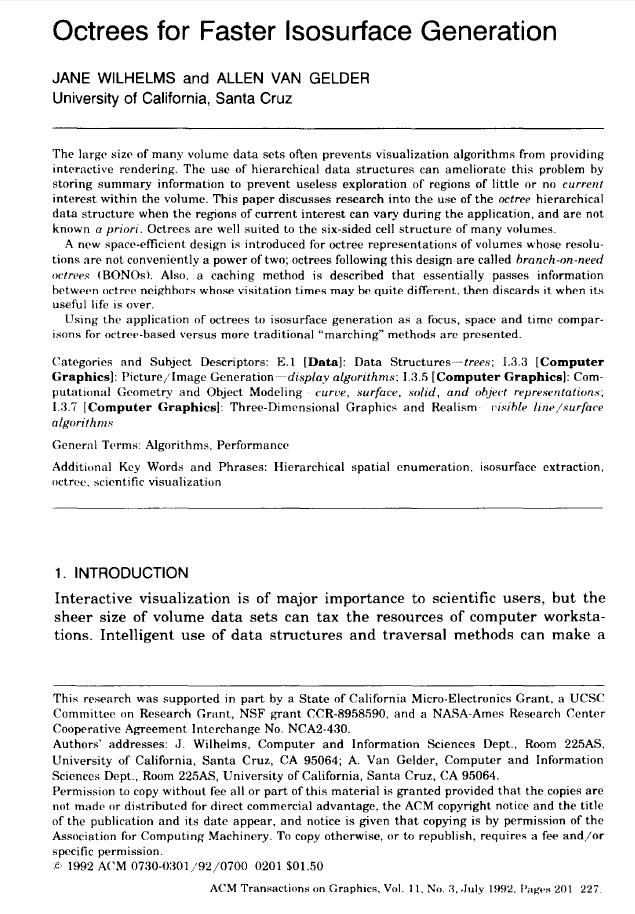 Octrees for Faster Isosurface Generation
JANE WILHELMS and ALLEN VAN GELDER
University of California, Santa Cruz
The large size of many volume data sets often prevents visualization algorithms from providing
interactive rendering. The use of hierarchical data structures can ameliorate this problem by
storing summary information to prevent useless exploration of regions of little or no current
interest within the volume. This paper discusses research into the use of the octree hierarchical
data structure when the regions of current interest can vary during the application, and are not
known a priori. Octrees are well suited to the six-sided cell structure of many volumes.
A new space-efficient design is introduced for octree representations of volumes whose resolu-
tions are not conveniently a power of two; octrees following this design are called branch-on-need
octrees (BONOs). Also, a caching method is described that essentially passes information
between octree neighbors whose visitation times may be quite different, then discards it when its
useful life is over.
Using the application of octrees to isosurface generation as a focus, space and time compar-
isons for octree-based versus more traditional "marching" methods are presented.
Categories and Subject Descriptors: E.1 [Data]: Data Structures—trees; I.3.3 [Computer
Graphics]: Picture/Image Generation—display algorithms; I.3.5 [Computer Graphics]: Com-
putational Geometry and Object Modeling—curve, surface, solid, and object representations;
I.3.7 [Computer Graphics]: Three-Dimensional Graphics and Realism—visible line/surface
algorithms
General Terms: Algorithms, Performance
Additional Key Words and Phrases: Hierarchical spatial enumeration, isosurface extraction,
octree, scientific visualization
1. INTRODUCTION
Interactive visualization is of major importance to scientific users, but the
sheer size of volume data sets can tax the resources of computer worksta-
tions. Intelligent use of data structures and traversal methods can make a
This research was supported in part by a State of California Micro-Electronics Grant, a UCSC
Committee on Research Grant, NSF grant CCR-8958590, and a NASA-Ames Research Center
Cooperative Agreement Interchange No. NCA2-430.
Authors' addresses: J. Wilhelms, Computer and Information Sciences Dept., Room 225AS,
University of California, Santa Cruz, CA 95064; A. Van Gelder, Computer and Information
Sciences Dept., Room 225AS, University of California, Santa Cruz, CA 95064.
Permission to copy without fee all or part of this material is granted provided that the copies are
not made or distributed for direct commercial advantage, the ACM copyright notice and the title
of the publication and its date appear, and notice is given that copying is by permission of the
Association for Computing Machinery. To copy otherwise, or to republish, requires a fee and/or
specific permission.
© 1992 ACM 0730-0301/92/0700 0201 $01.50
ACM Transactions on Graphics, Vol. 11, No. 3, July 1992, Pages 201 227.